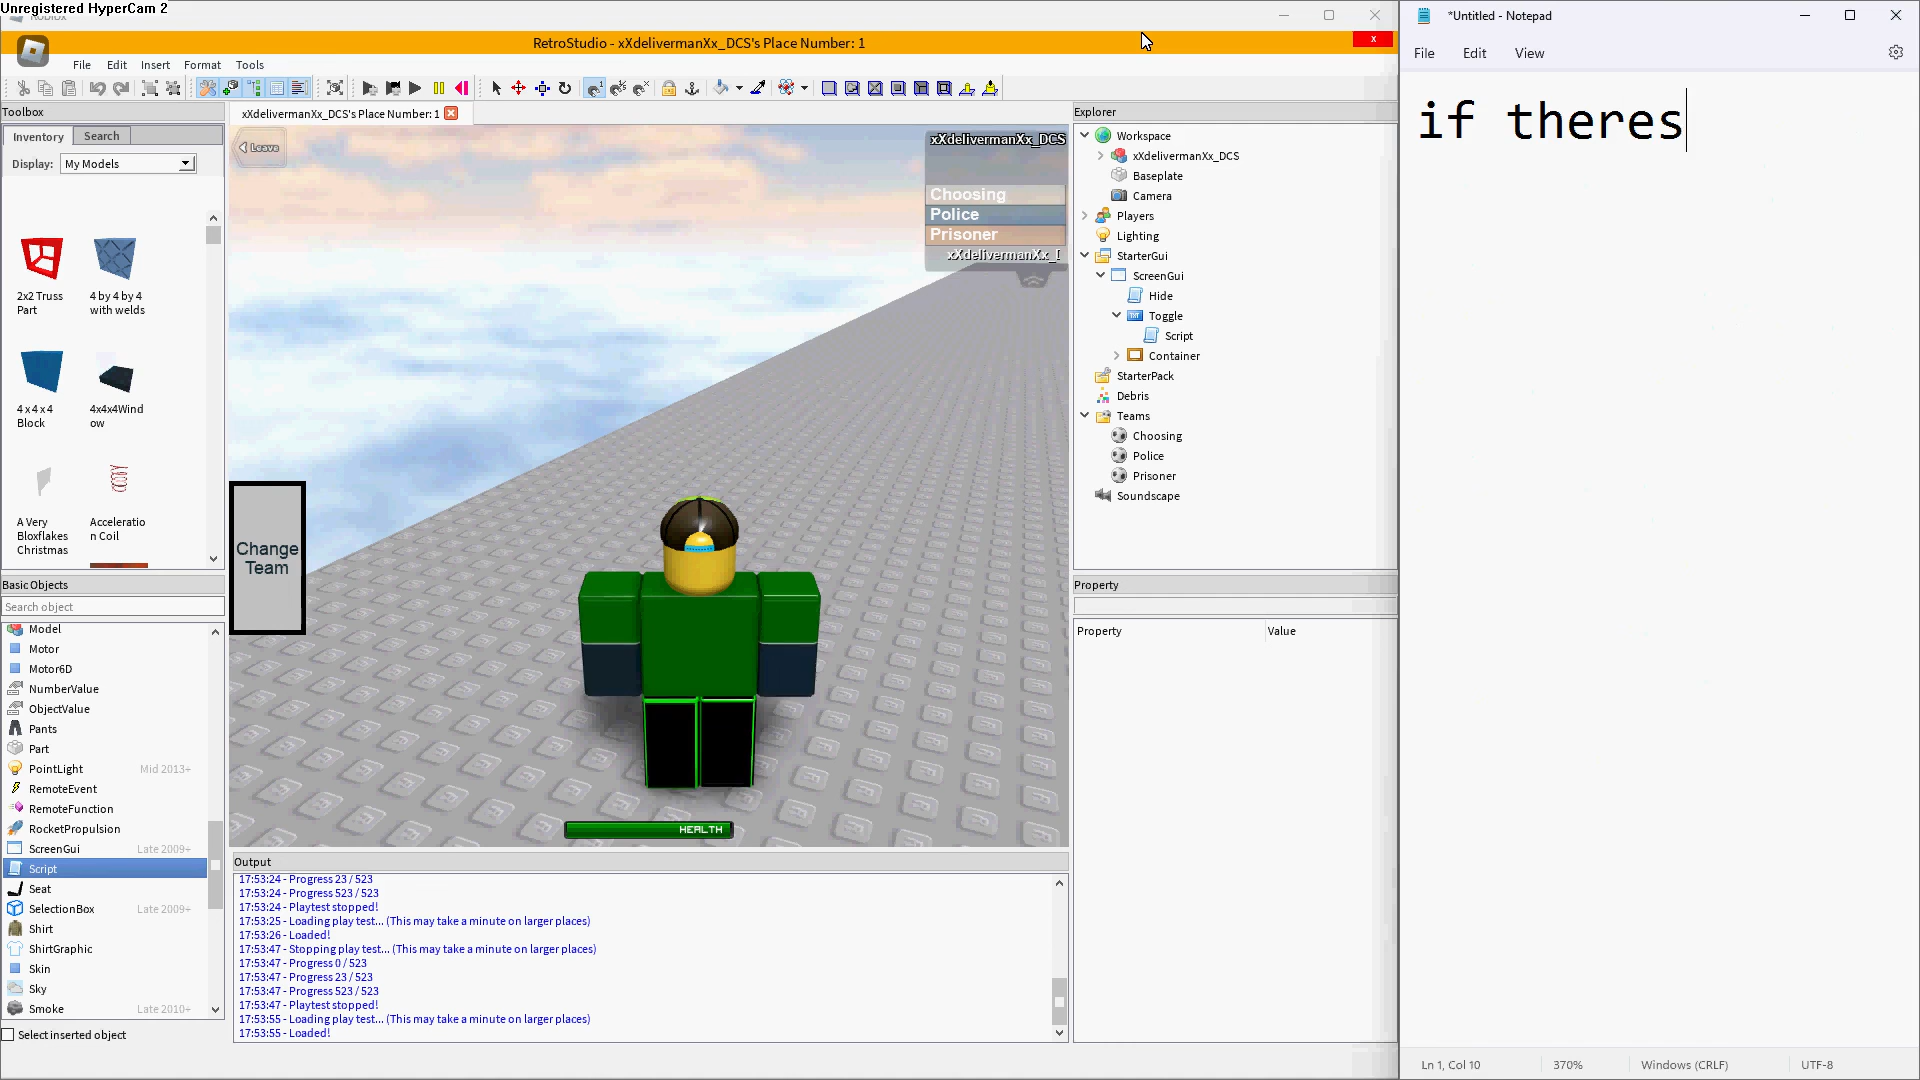 Unregistered HyperCam 2
RetroStudio - xXdelivermanXx_DCS's Place Number: 1
x
File Edit Insert Format Tools
Toolbox
Inventory Search
Display: My Models
2x2 Truss
Part
4 by 4 by 4
with welds
4 x 4 x 4
Block
4x4x4Wind
ow
A Very
Bloxflakes
Christmas
Acceleratio
n Coil
Basic Objects
Search object
Model
Motor
Motor6D
NumberValue
ObjectValue
Pants
Part
PointLight Mid 2013+
RemoteEvent
RemoteFunction
RocketPropulsion
ScreenGui Late 2009+
Script
Seat
SelectionBox Late 2009+
Shirt
ShirtGraphic
Skin
Sky
Smoke Late 2010+
Select inserted object
xXdelivermanXx_DCS's Place Number: 1
Leave
xXdelivermanXx_DCS
Choosing
Police
Prisoner
xXdelivermanXx_
Change
Team
HEALTH
Output
17:53:24 - Progress 23 / 523
17:53:24 - Progress 523 / 523
17:53:24 - Playtest stopped!
17:53:25 - Loading play test... (This may take a minute on larger places)
17:53:26 - Loaded!
17:53:47 - Stopping play test... (This may take a minute on larger places)
17:53:47 - Progress 0 / 523
17:53:47 - Progress 23 / 523
17:53:47 - Progress 523 / 523
17:53:47 - Playtest stopped!
17:53:55 - Loading play test... (This may take a minute on larger places)
17:53:55 - Loaded!
Explorer
Workspace
xXdelivermanXx_DCS
Baseplate
Camera
Players
Lighting
StarterGui
ScreenGui
Hide
Toggle
Script
Container
StarterPack
Debris
Teams
Choosing
Police
Prisoner
Soundscape
Property
Property Value
*Untitled - Notepad
File Edit View
if theres
Ln 1, Col 10 370% Windows (CRLF) UTF-8